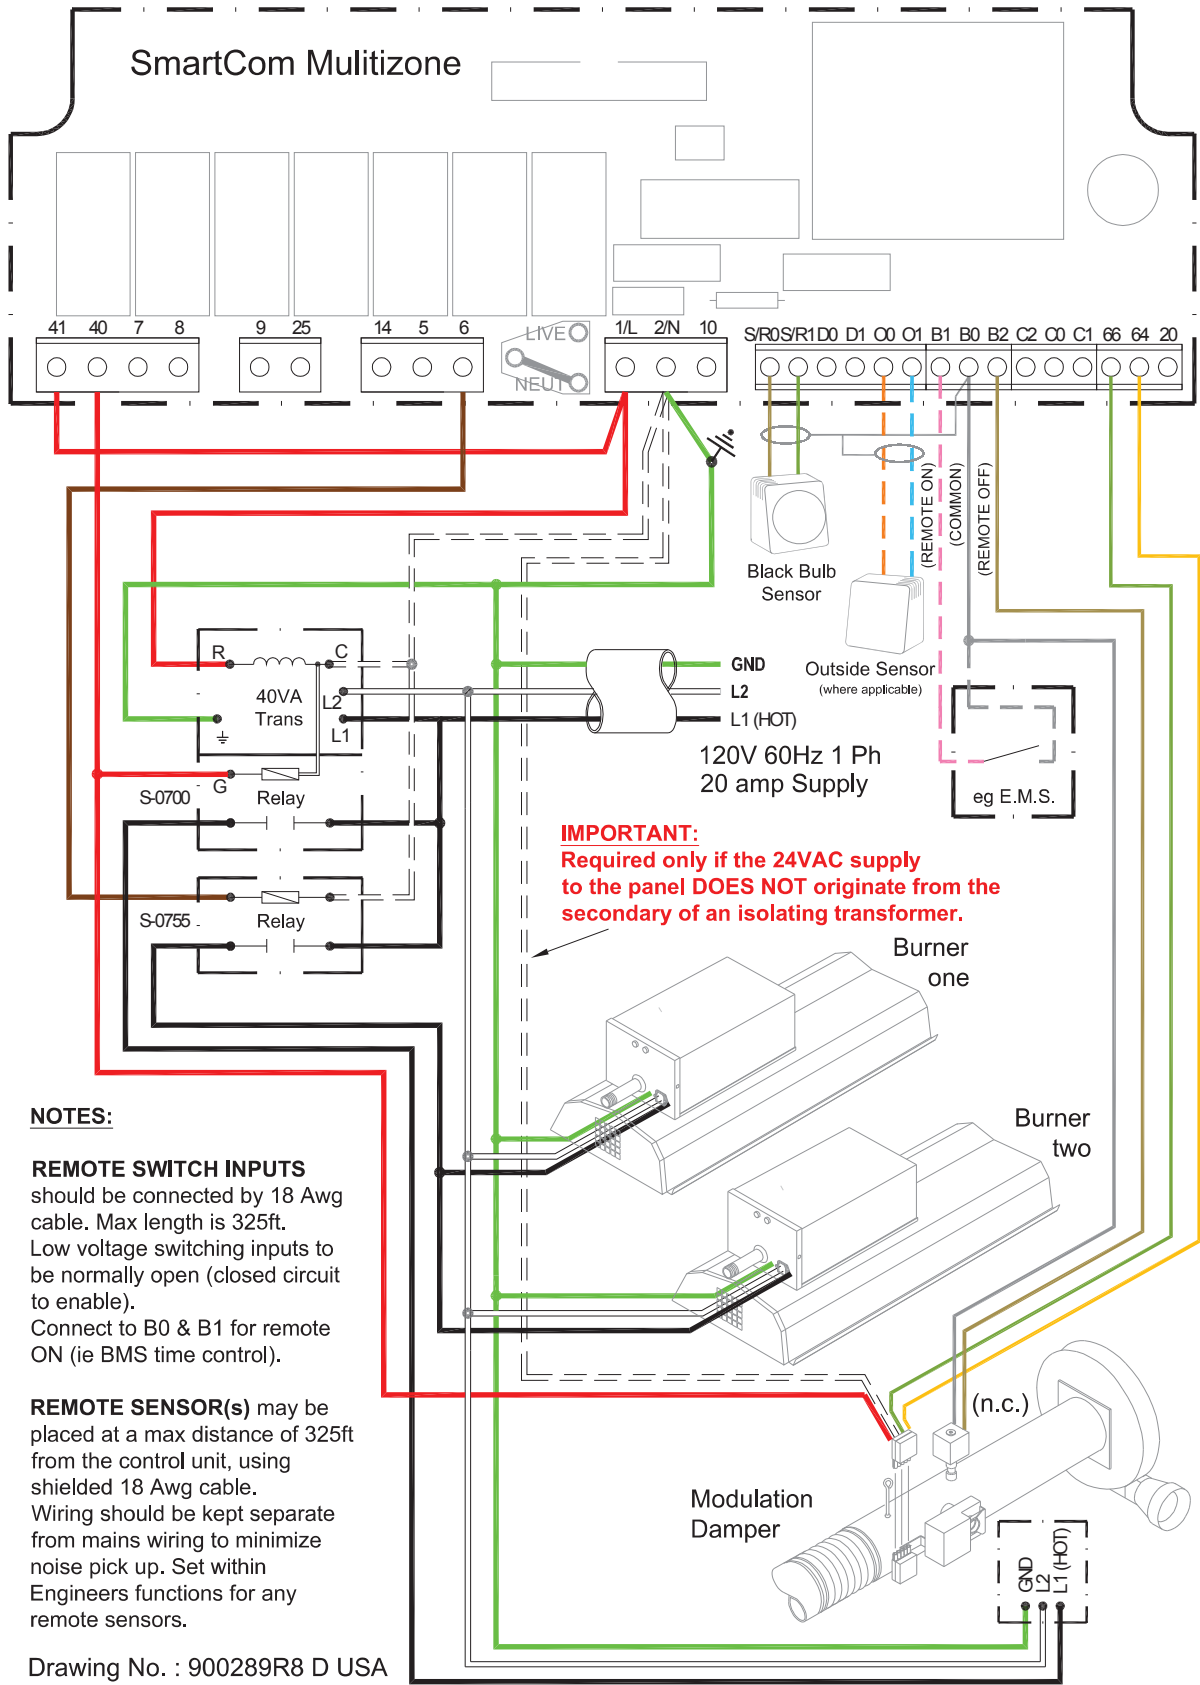 SmartCom Mulitizone
41 40 7 8 9 25 14 5 6 LIVE NEUT 1/L 2/N 10 S/R0 S/R1 D0 D1 O0 O1 B1 B0 B2 C2 C0 C1 66 64 20
(REMOTE ON)
(COMMON)
(REMOTE OFF)
Black Bulb
Sensor
Outside Sensor
(where applicable)
R C
40VA
Trans
L2
L1
GND
L2
L1 (HOT)
120V 60Hz 1 Ph
20 amp Supply
eg E.M.S.
G
S-0700
Relay
S-0755
Relay
IMPORTANT:
Required only if the 24VAC supply
to the panel DOES NOT originate from the
secondary of an isolating transformer.
Burner
one
Burner
two
NOTES:
REMOTE SWITCH INPUTS
should be connected by 18 Awg
cable. Max length is 325ft.
Low voltage switching inputs to
be normally open (closed circuit
to enable).
Connect to B0 & B1 for remote
ON (ie BMS time control).
REMOTE SENSOR(s) may be
placed at a max distance of 325ft
from the control unit, using
shielded 18 Awg cable.
Wiring should be kept separate
from mains wiring to minimize
noise pick up. Set within
Engineers functions for any
remote sensors.
(n.c.)
Modulation
Damper
GND
L2
L1 (HOT)
Drawing No. : 900289R8 D USA